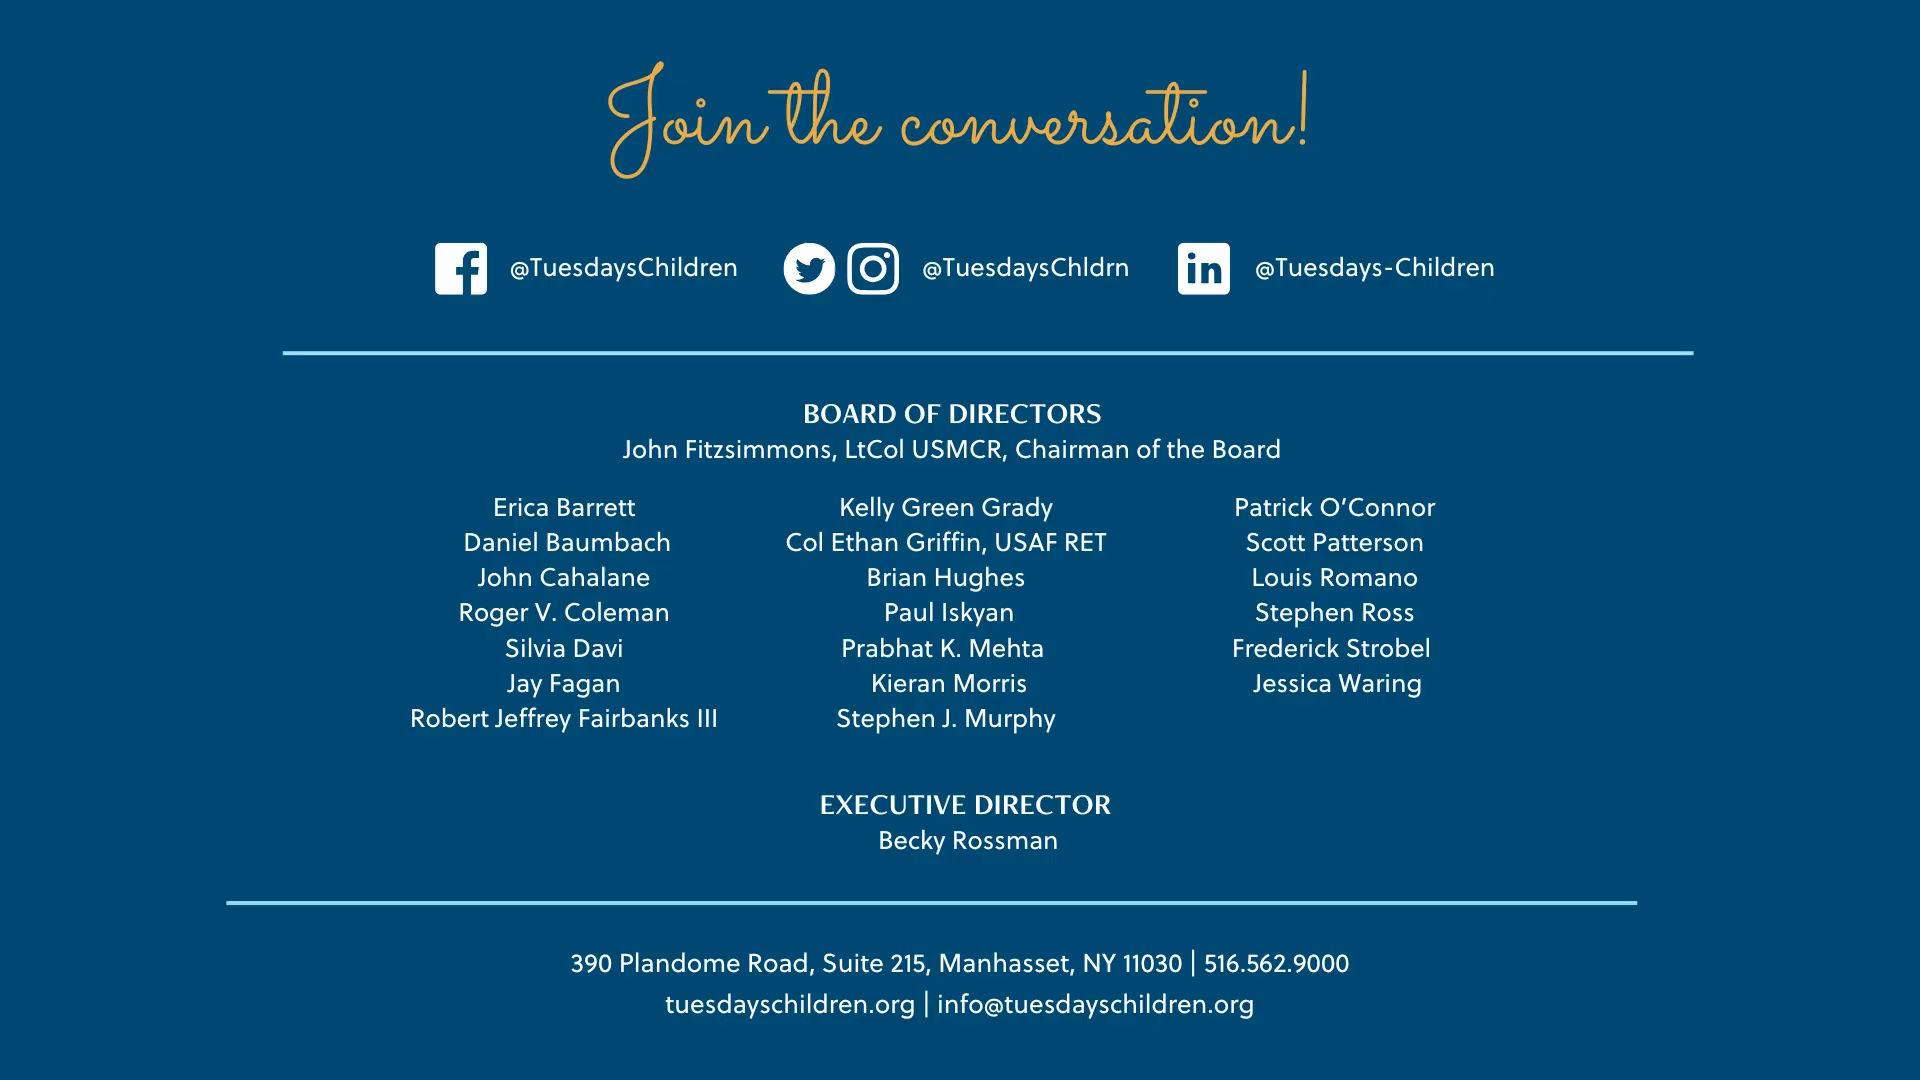 Join the conversation!
@TuesdaysChildren
@TuesdaysChldrn
@Tuesdays-Children
BOARD OF DIRECTORS
John Fitzsimmons, LtCol USMCR, Chairman of the Board
Erica Barrett
Daniel Baumbach
John Cahalane
Roger V. Coleman
Silvia Davi
Jay Fagan
Robert Jeffrey Fairbanks III
Kelly Green Grady
Col Ethan Griffin, USAF RET
Brian Hughes
Paul Iskyan
Prabhat K. Mehta
Kieran Morris
Stephen J. Murphy
Patrick O’Connor
Scott Patterson
Louis Romano
Stephen Ross
Frederick Strobel
Jessica Waring
EXECUTIVE DIRECTOR
Becky Rossman
390 Plandome Road, Suite 215, Manhasset, NY 11030 | 516.562.9000
tuesdayschildren.org | info@tuesdayschildren.org